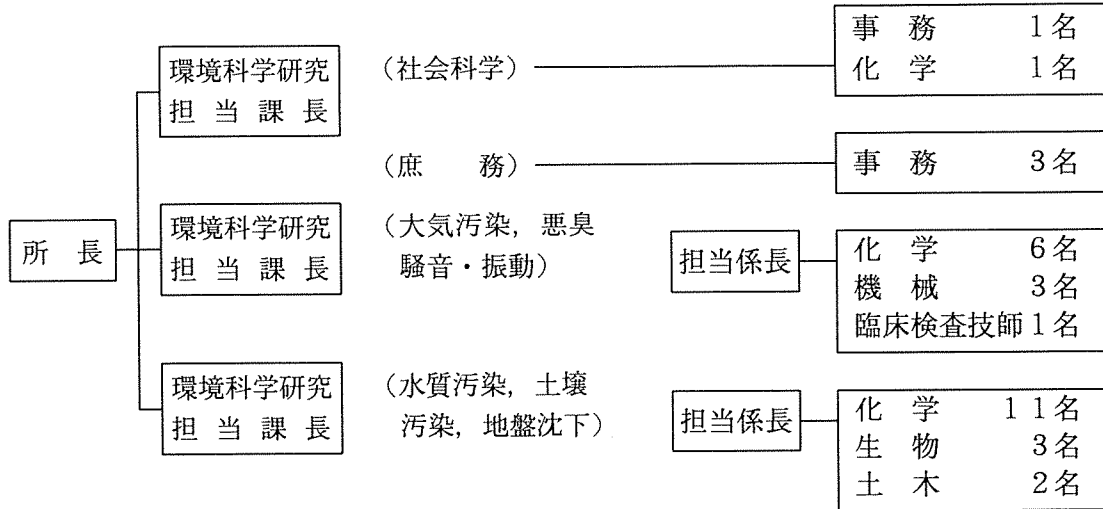 事　務　1名
環境科学研究
担当課長
（社会科学）
化　学　1名
（庶　務）
事　務　3名
所　長
環境科学研究
担当課長
（大気汚染，悪臭
騒音・振動）
担当係長
化　学　6名
機　械　3名
臨床検査技師1名
環境科学研究
担当課長
（水質汚染，土壌
汚染，地盤沈下）
担当係長
化　学　11名
生　物　3名
土　木　2名